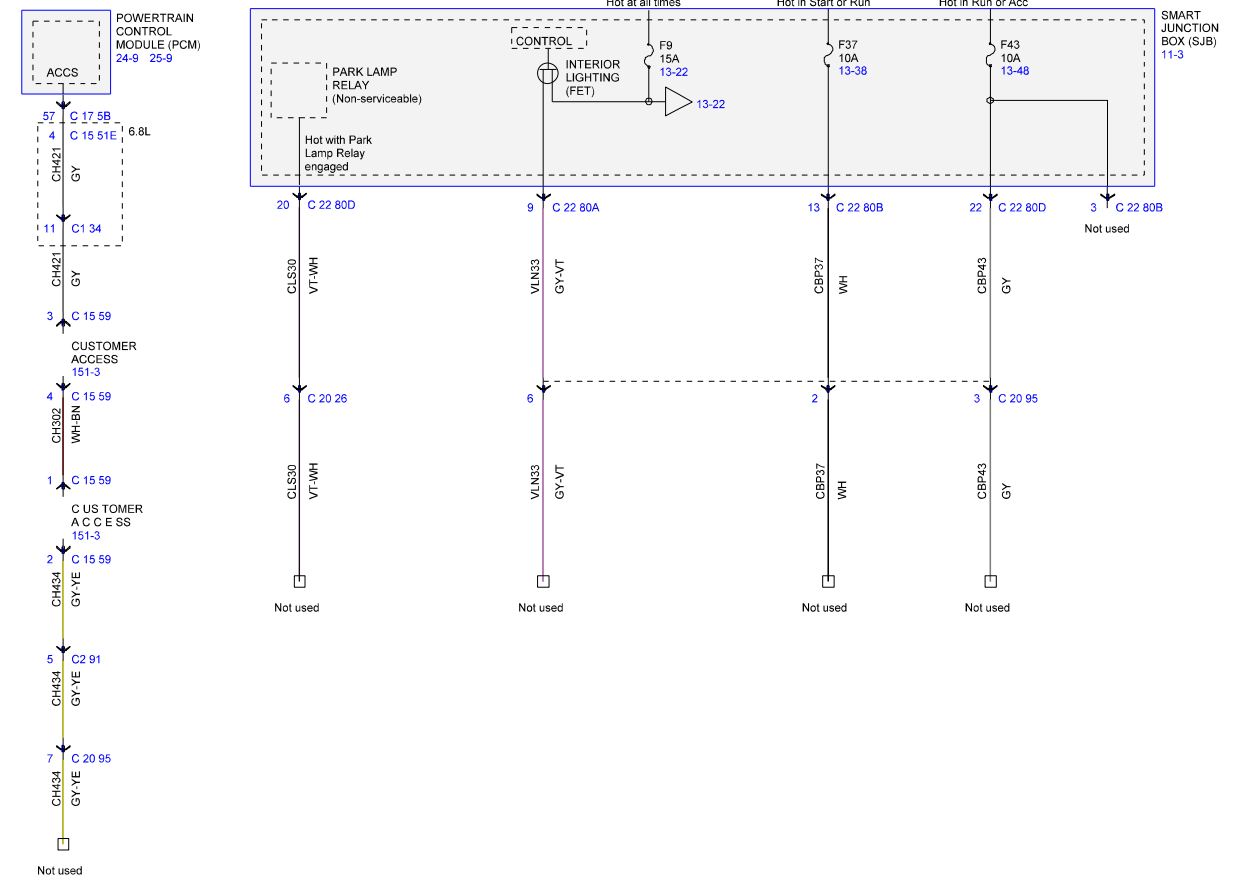 Hot at all times
Hot in Start or Run
Hot in Run or Acc
POWERTRAIN
CONTROL
MODULE (PCM)
24-9 25-9
ACCS
57 C 17 5B
4 C 15 51E
6.8L
CH421 GY
11 C1 34
CH421 GY
3 C 15 59
CUSTOMER
ACCESS
151-3
4 C 15 59
CH302 WH-BN
1 C 15 59
C US TOMER
A C C E SS
151-3
2 C 15 59
CH434 GY-YE
5 C2 91
CH434 GY-YE
7 C 20 95
CH434 GY-YE
Not used
SMART
JUNCTION
BOX (SJB)
11-3
PARK LAMP
RELAY
(Non-serviceable)
Hot with Park
Lamp Relay
engaged
CONTROL
INTERIOR
LIGHTING
(FET)
F9
15A
13-22
13-22
F37
10A
13-38
F43
10A
13-48
20 C 22 80D
9 C 22 80A
13 C 22 80B
22 C 22 80D
3 C 22 80B
Not used
CLS30 VT-WH
VLN33 GY-VT
CBP37 WH
CBP43 GY
6 C 20 26
6
2
3 C 20 95
CLS30 VT-WH
VLN33 GY-VT
CBP37 WH
CBP43 GY
Not used
Not used
Not used
Not used